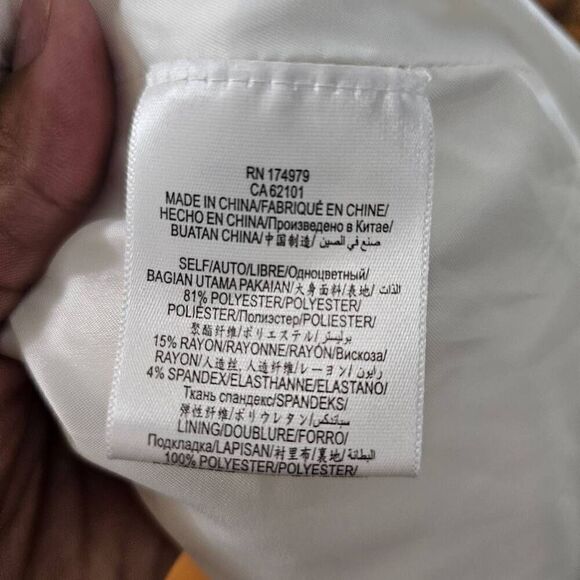 RN 174979
CA 62101
MADE IN CHINA/FABRIQUÉ EN CHINE/
HECHO EN CHINA/Произведено в Китае/
BUATAN CHINA/中国制造/ صنع في الصين
SELF/AUTO/LIBRE/Одноцветный/
BAGIAN UTAMA PAKAIAN/大身面料/表地/ الذات
81% POLYESTER/POLYESTER/
POLIÉSTER/Полиэстер/POLIESTER/
聚酯纤维/ポリエステル/ بوليستر
15% RAYON/RAYONNE/RAYÓN/Вискоза/
RAYON/人造丝, 人造纤维/レーヨン/ رايون
4% SPANDEX/ELASTHANNE/ELASTANO/
Ткань спандекс/SPANDEKS/
弹性纤维/ポリウレタン/ سباندكس
LINING/DOUBLURE/FORRO/
Подкладка/LAPISAN/衬里布/裏地/ البطانة
100% POLYESTER/POLYESTER/